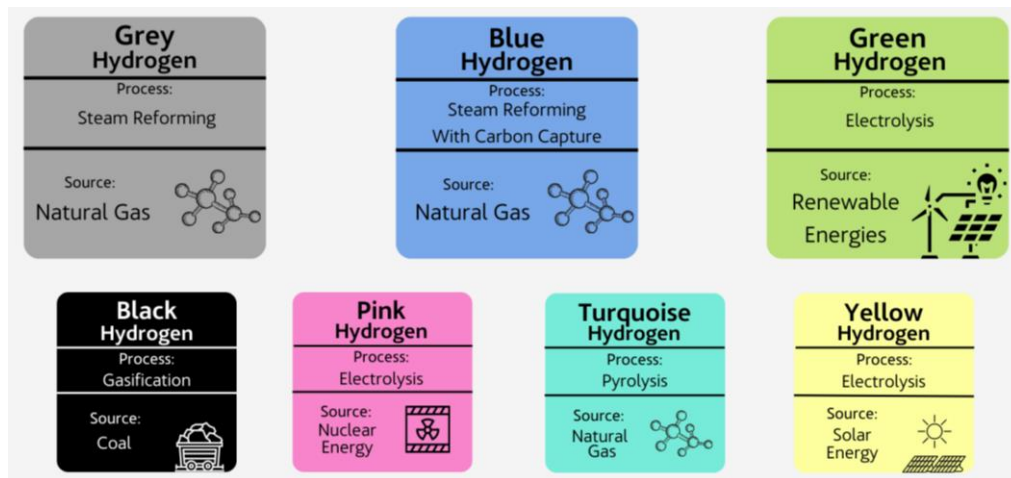 Grey
Hydrogen
Process:
Steam Reforming
Source:
Natural Gas
Blue
Hydrogen
Process:
Steam Reforming
With Carbon Capture
Source:
Natural Gas
Green
Hydrogen
Process:
Electrolysis
Source:
Renewable
Energies
Black
Hydrogen
Process:
Gasification
Source:
Coal
Pink
Hydrogen
Process:
Electrolysis
Source:
Nuclear
Energy
Turquoise
Hydrogen
Process:
Pyrolysis
Source:
Natural
Gas
Yellow
Hydrogen
Process:
Electrolysis
Source:
Solar
Energy